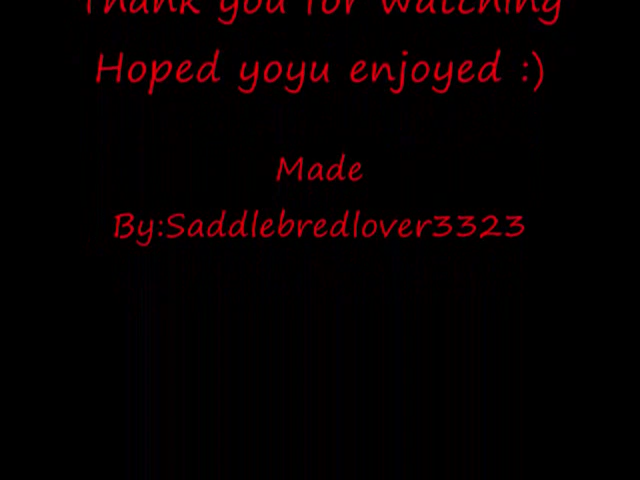 Thank you for watching
Hoped yoyu enjoyed :)
Made
By:Saddlebredlover3323